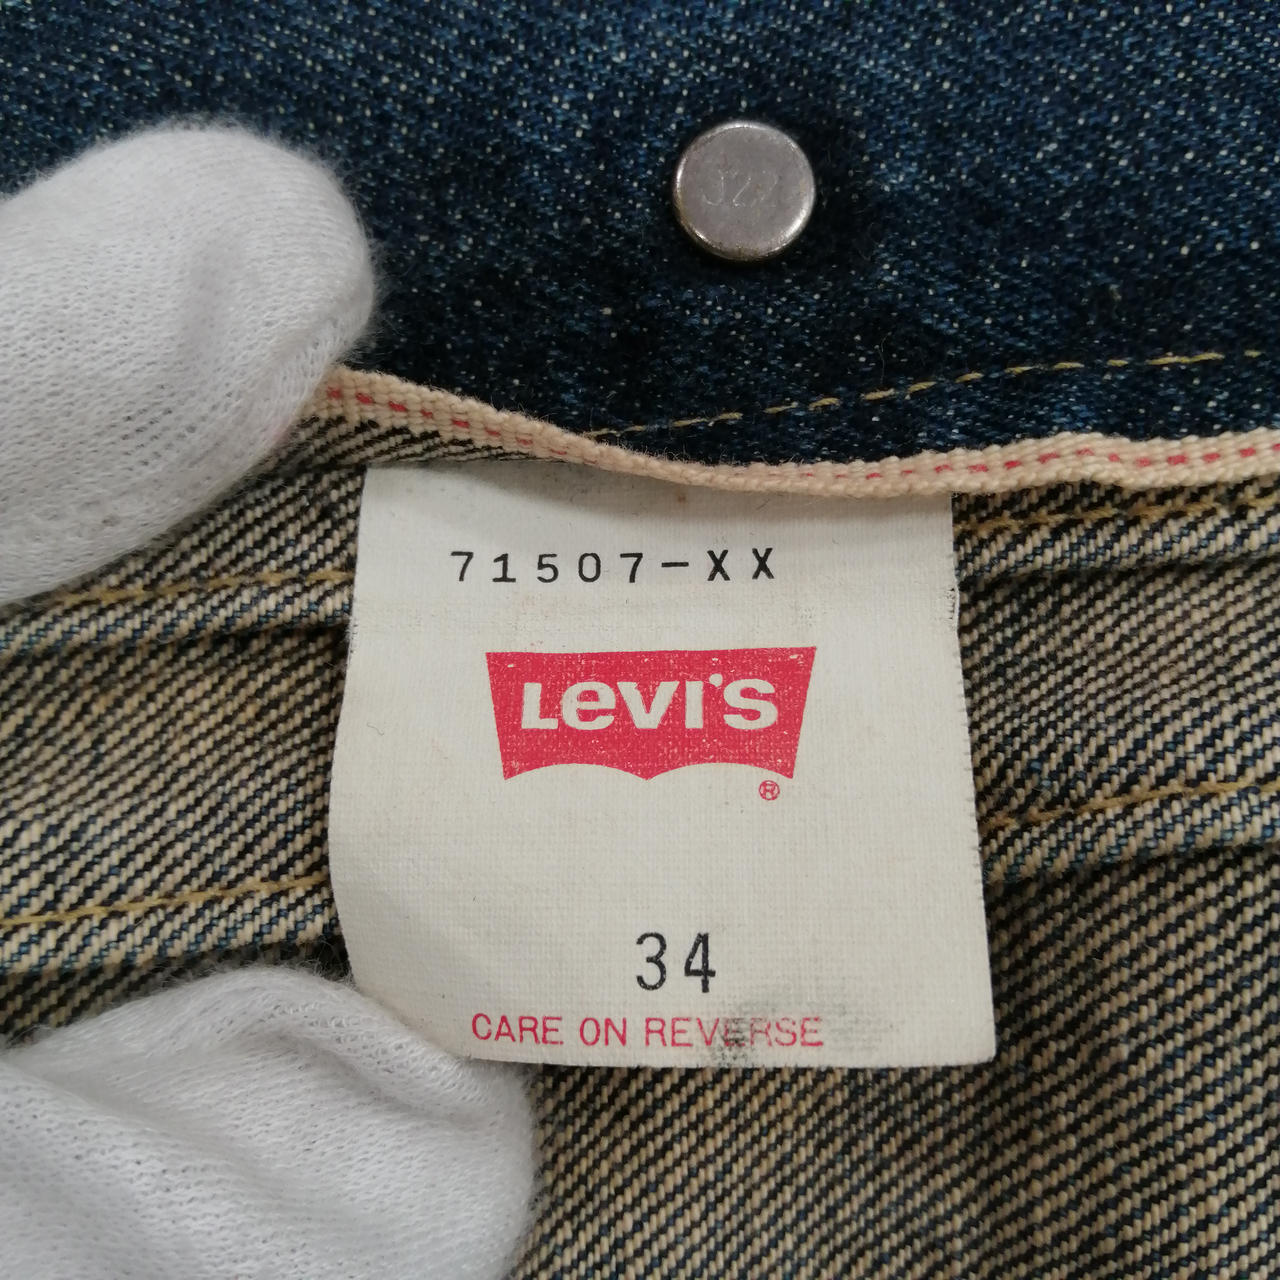 71507-XX
LEVI'S
®
34
CARE ON REVERSE